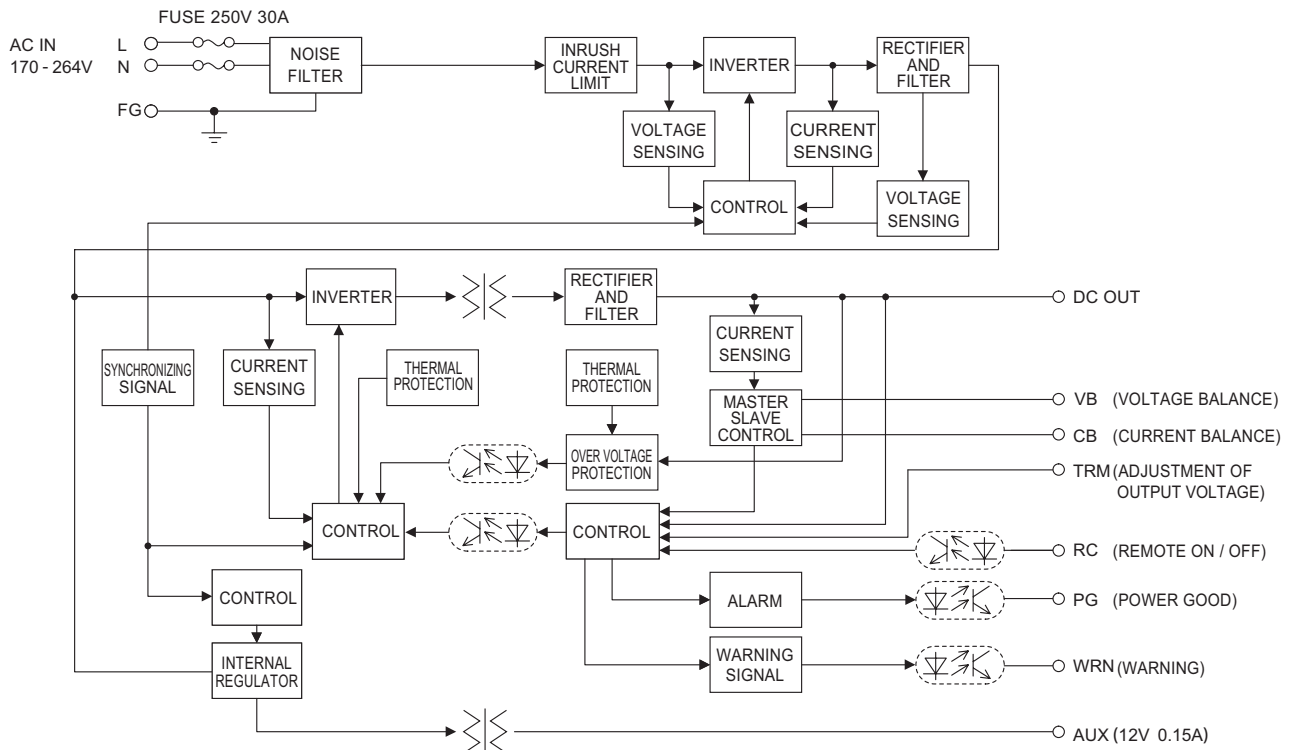 FUSE 250V 30A
AC IN
170 - 264V
L
N
FG
NOISE
FILTER
INRUSH
CURRENT
LIMIT
INVERTER
RECTIFIER
AND
FILTER
VOLTAGE
SENSING
CURRENT
SENSING
CONTROL
VOLTAGE
SENSING
INVERTER
RECTIFIER
AND
FILTER
DC OUT
SYNCHRONIZING
SIGNAL
CURRENT
SENSING
THERMAL
PROTECTION
THERMAL
PROTECTION
CURRENT
SENSING
MASTER
SLAVE
CONTROL
VB (VOLTAGE BALANCE)
CB (CURRENT BALANCE)
OVER VOLTAGE
PROTECTION
TRM (ADJUSTMENT OF
OUTPUT VOLTAGE)
CONTROL
CONTROL
RC (REMOTE ON / OFF)
CONTROL
ALARM
PG (POWER GOOD)
INTERNAL
REGULATOR
WARNING
SIGNAL
WRN (WARNING)
AUX (12V 0.15A)